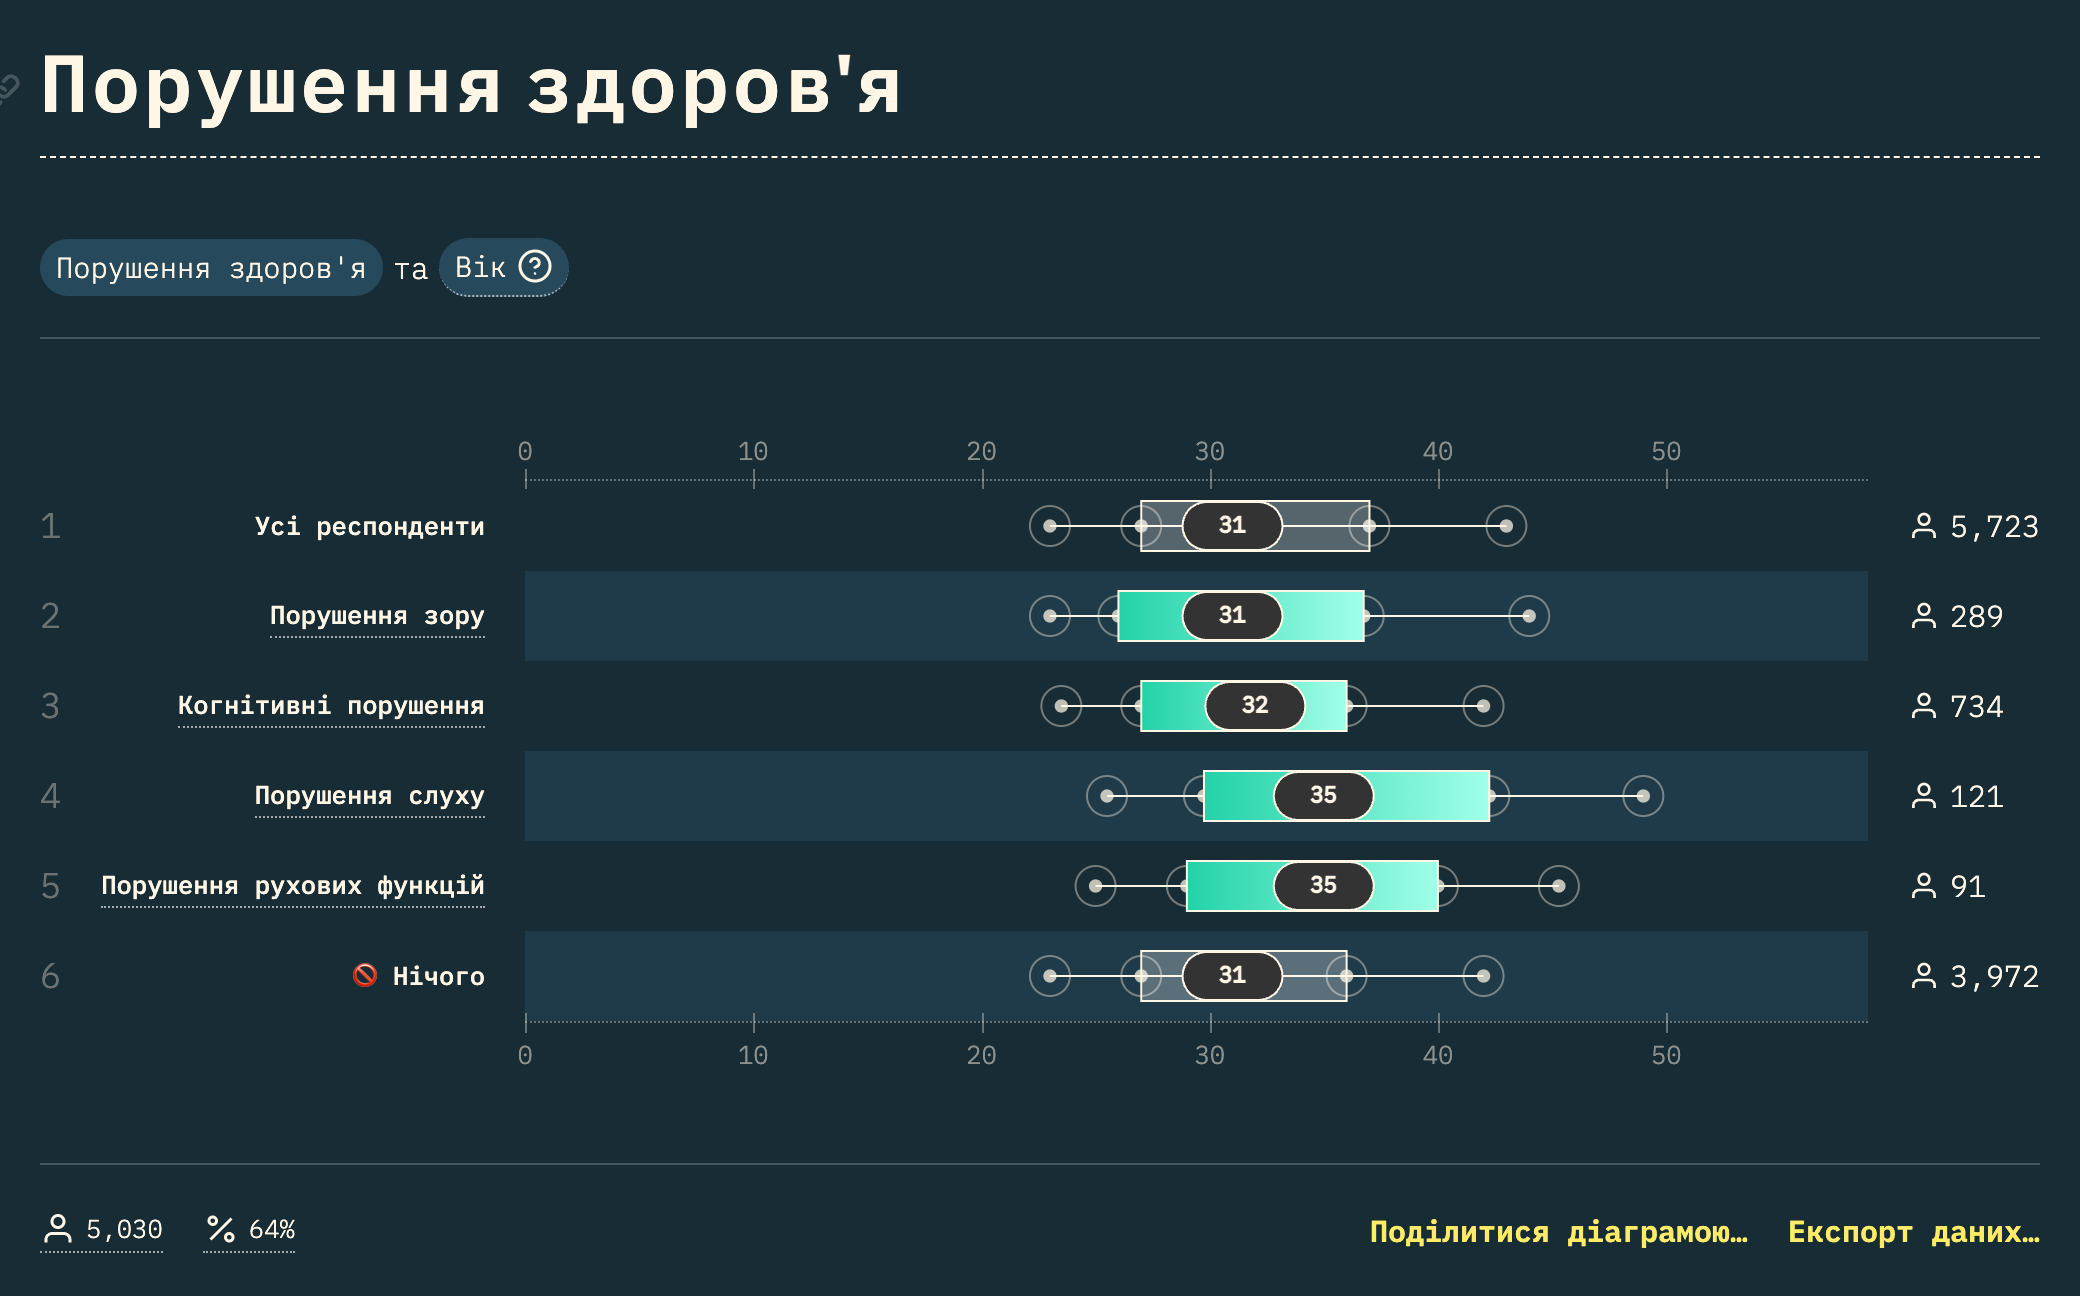 Порушення здоров'я
Порушення здоров'я та Вік ?
0 10 20 30 40 50
1 Усі респонденти 31 5,723
2 Порушення зору 31 289
3 Когнітивні порушення 32 734
4 Порушення слуху 35 121
5 Порушення рухових функцій 35 91
6 Нічого 31 3,972
0 10 20 30 40 50
5,030 % 64% Поділитися діаграмою… Експорт даних…